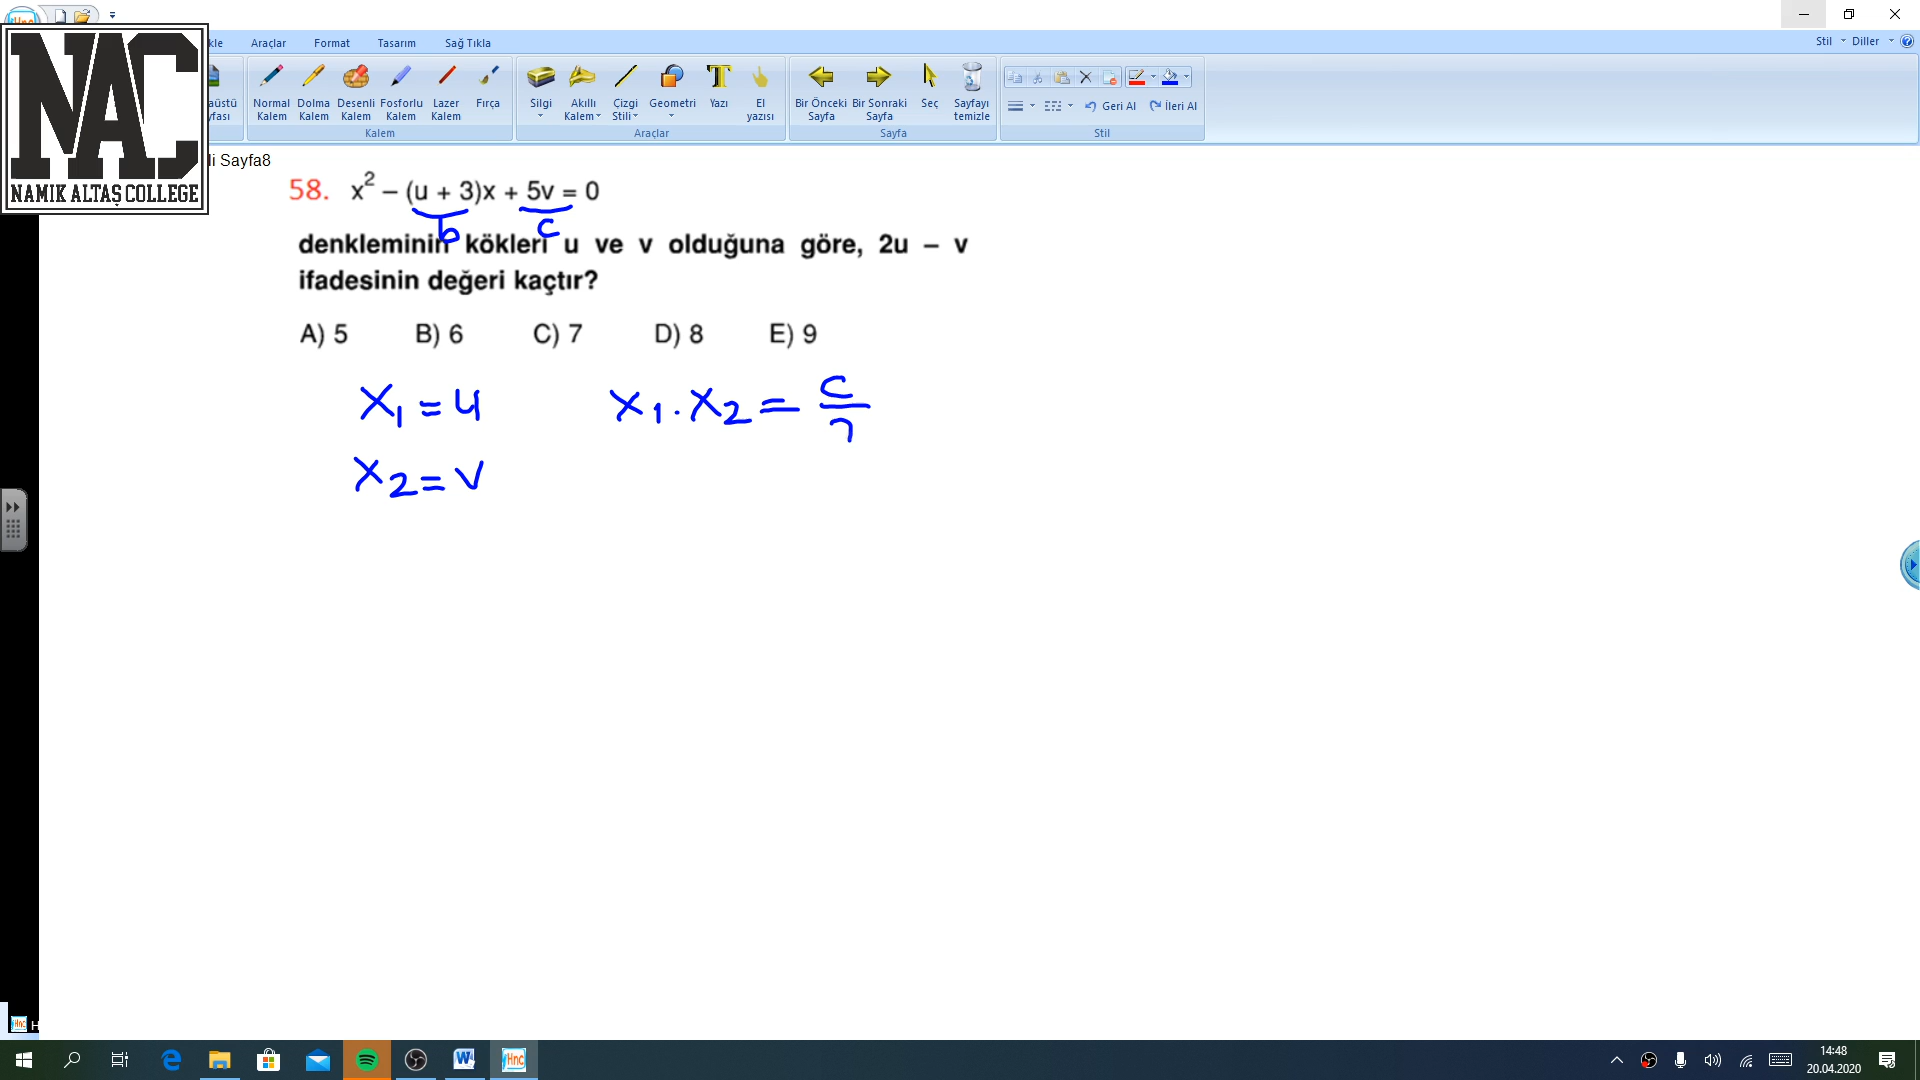 NAC
NAMIK ALTAŞ COLLEGE
kle Araçlar Format Tasarım Sağ Tıkla
Stil Diller
aüstü
yfası
Normal Kalem
Dolma Kalem
Desenli Kalem
Fosforlu Kalem
Lazer Kalem
Fırça
Kalem
Silgi
Akıllı Kalem
Çizgi Stili
Geometri
Yazı
El yazısı
Araçlar
Bir Önceki Sayfa
Bir Sonraki Sayfa
Seç
Sayfayı temizle
Sayfa
Geri Al
İleri Al
Stil
li Sayfa8
58. x² – (u + 3)x + 5v = 0
b c
denkleminin kökleri u ve v olduğuna göre, 2u – v
ifadesinin değeri kaçtır?
A) 5 B) 6 C) 7 D) 8 E) 9
x₁ = u x₁ . x₂ = c
x₂ = v
H
14:48
20.04.2020